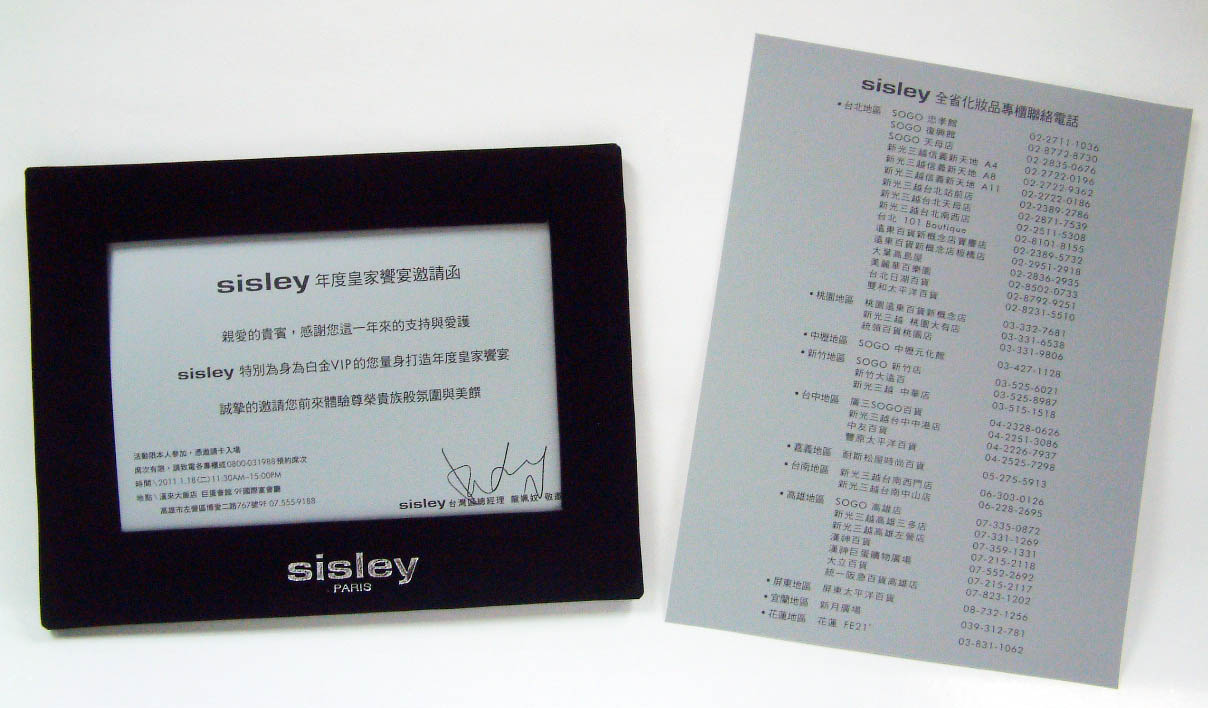 sisley 年度皇家饗宴邀請函
親愛的貴賓，感謝您這一年來的支持與愛護
sisley 特別為身為白金VIP的您量身打造年度皇家饗宴
誠摯的邀請您前來體驗尊榮貴族般氛圍與美饌
活動限本人參加，憑邀請卡入場
席次有限，請致電各專櫃或0800-031988預約席次
時間\2011.1.18(二)11:30AM~15:00PM
地點\漢來大飯店 巨蛋會館 9F國際宴會廳
高雄市左營區博愛二路767號9F 07.555-9188
sisley 台灣區總經理 敬邀
sisley
PARIS
sisley 全省化妝品專櫃聯絡電話
•台北地區 SOGO 忠孝館 02-2711-1036
SOGO 復興館 02-8772-8730
SOGO 天母店 02-2835-0676
新光三越信義新天地 A4 02-2722-0196
新光三越信義新天地 A8 02-2722-9362
新光三越信義新天地 A11 02-2722-0186
新光三越台北站前店 02-2389-2786
新光三越台北天母店 02-2871-7539
新光三越台北南西店 02-2511-5308
台北 101 Boutique 02-8101-8155
遠東百貨新概念店寶慶店 02-2389-5732
遠東百貨新概念店板橋店 02-2951-2918
大葉高島屋 02-2836-2935
美麗華百樂園 02-8502-0733
台北日湖百貨 02-8792-9251
雙和太平洋百貨 02-8231-5510
•桃園地區 桃園遠東百貨新概念店 03-332-7681
新光三越 桃園大有店 03-331-6538
統領百貨桃園店 03-331-9806
•中壢地區 SOGO 中壢元化館 03-427-1128
•新竹地區 SOGO 新竹店 03-525-6021
新竹大遠百 03-525-8987
新光三越 中華店 03-515-1518
•台中地區 廣三SOGO百貨 04-2328-0626
新光三越台中中港店 04-2251-3086
中友百貨 04-2226-7937
豐原太平洋百貨 04-2525-7298
•嘉義地區 耐斯松屋時尚百貨 05-275-5913
•台南地區 新光三越台南西門店 06-303-0126
新光三越台南中山店 06-228-2695
•高雄地區 SOGO 高雄店 07-335-0872
新光三越高雄三多店 07-331-1269
新光三越高雄左營店 07-359-1331
漢神百貨 07-215-2118
漢神巨蛋購物廣場 07-552-2692
大立百貨 07-215-2117
統一阪急百貨高雄店 07-823-1202
•屏東地區 屏東太平洋百貨 08-732-1256
•宜蘭地區 新月廣場 039-312-781
•花蓮地區 花蓮 FE21' 03-831-1062